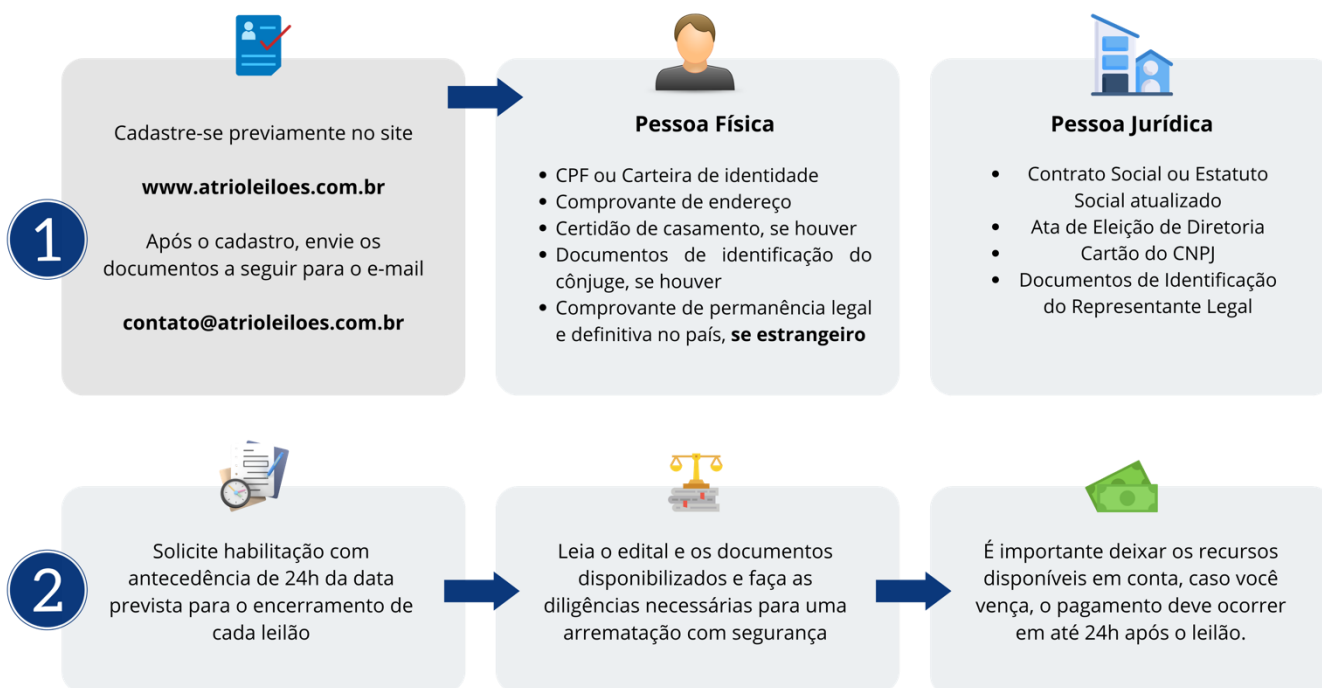 1
Cadastre-se previamente no site
www.atrioleiloes.com.br
Após o cadastro, envie os
documentos a seguir para o e-mail
contato@atrioleiloes.com.br
Pessoa Física
• CPF ou Carteira de identidade
• Comprovante de endereço
• Certidão de casamento, se houver
• Documentos de identificação do
cônjuge, se houver
• Comprovante de permanência legal
e definitiva no país, se estrangeiro
Pessoa Jurídica
• Contrato Social ou Estatuto
Social atualizado
• Ata de Eleição de Diretoria
• Cartão do CNPJ
• Documentos de Identificação
do Representante Legal
2
Solicite habilitação com
antecedência de 24h da data
prevista para o encerramento de
cada leilão
Leia o edital e os documentos
disponibilizados e faça as
diligências necessárias para uma
arrematação com segurança
É importante deixar os recursos
disponíveis em conta, caso você
vença, o pagamento deve ocorrer
em até 24h após o leilão.